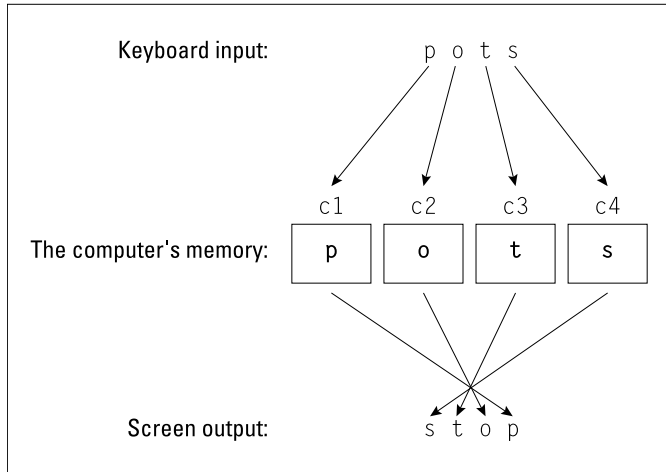 Keyboard input: p o t s
c1 c2 c3 c4
The computer's memory: p o t s
Screen output: s t o p